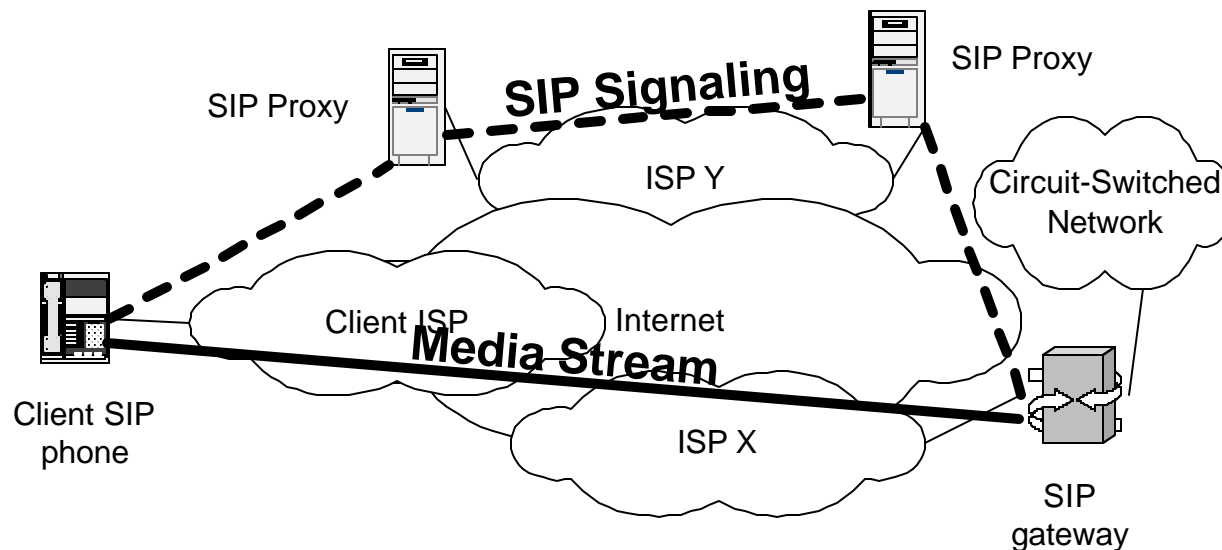 SIP Proxy
SIP Signaling
SIP Proxy
ISP Y
Circuit-Switched
Network
Client ISP
Internet
Media Stream
Client SIP
phone
ISP X
SIP
gateway